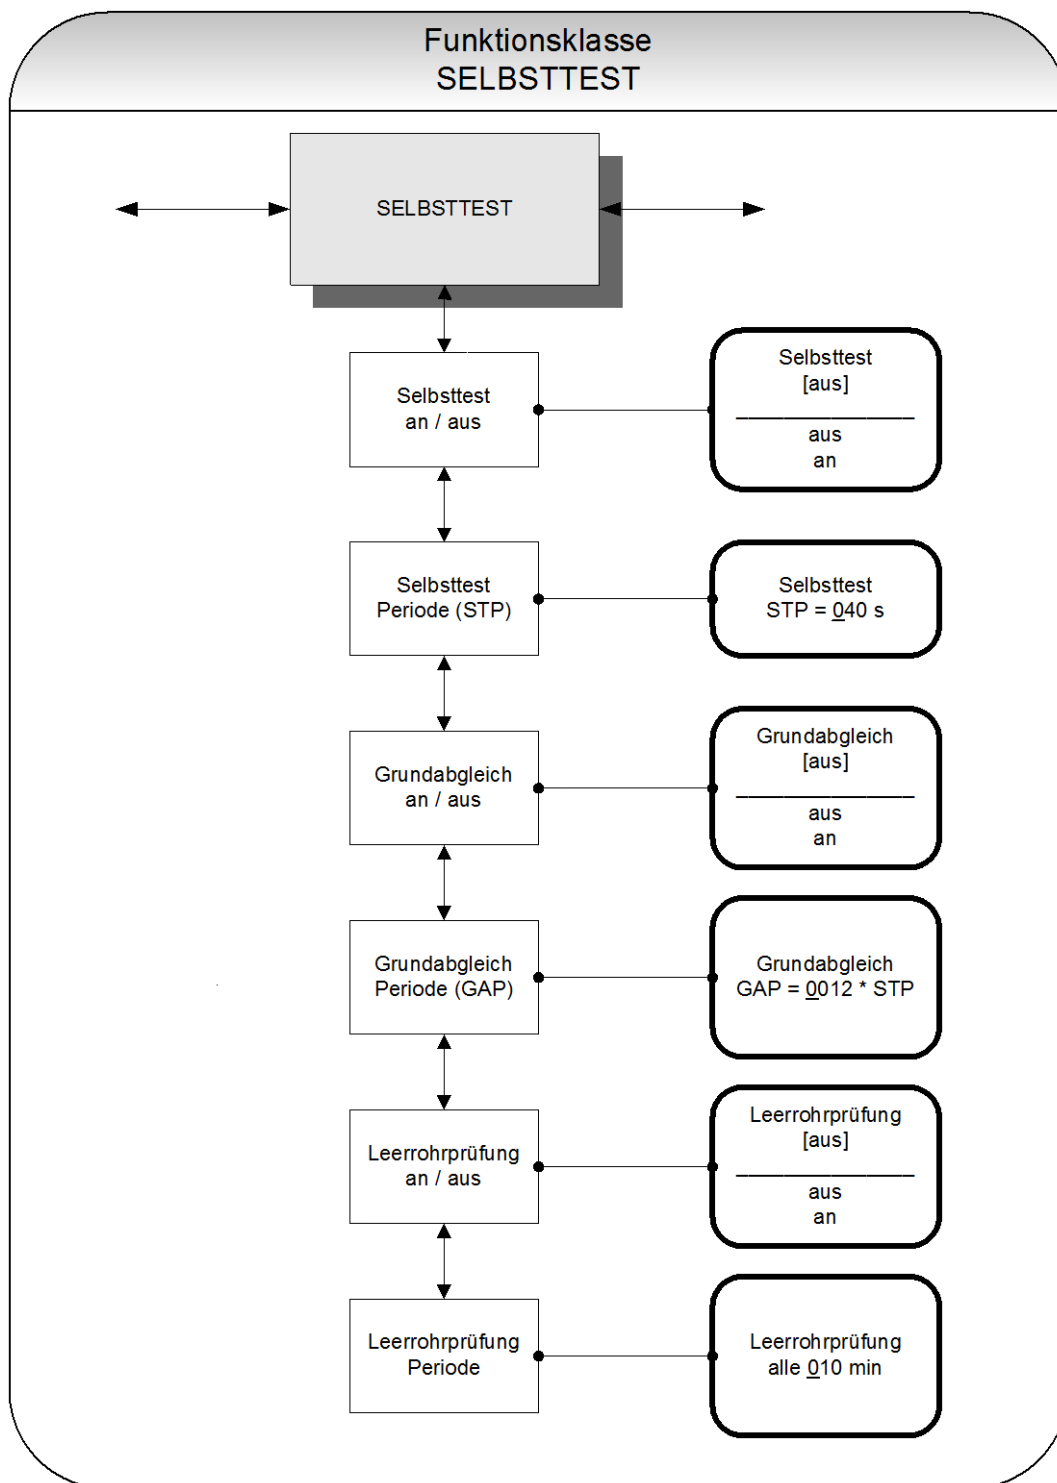 Funktionsklasse
SELBSTTEST
SELBSTTEST
Selbsttest
an / aus
Selbsttest
[aus]
aus
an
Selbsttest
Periode (STP)
Selbsttest
STP = 040 s
Grundabgleich
an / aus
Grundabgleich
[aus]
aus
an
Grundabgleich
Periode (GAP)
Grundabgleich
GAP = 0012 * STP
Leerrohrprüfung
an / aus
Leerrohrprüfung
[aus]
aus
an
Leerrohrprüfung
Periode
Leerrohrprüfung
alle 010 min